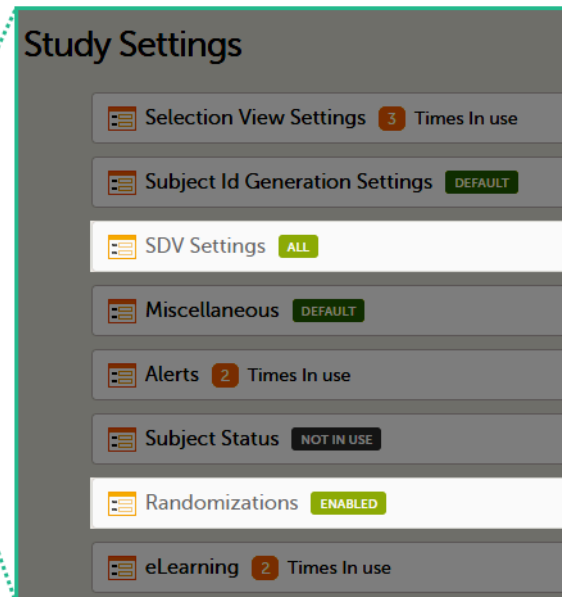 Study Settings
Selection View Settings 3 Times In use
Subject Id Generation Settings DEFAULT
SDV Settings ALL
Miscellaneous DEFAULT
Alerts 2 Times In use
Subject Status NOT IN USE
Randomizations ENABLED
eLearning 2 Times In use